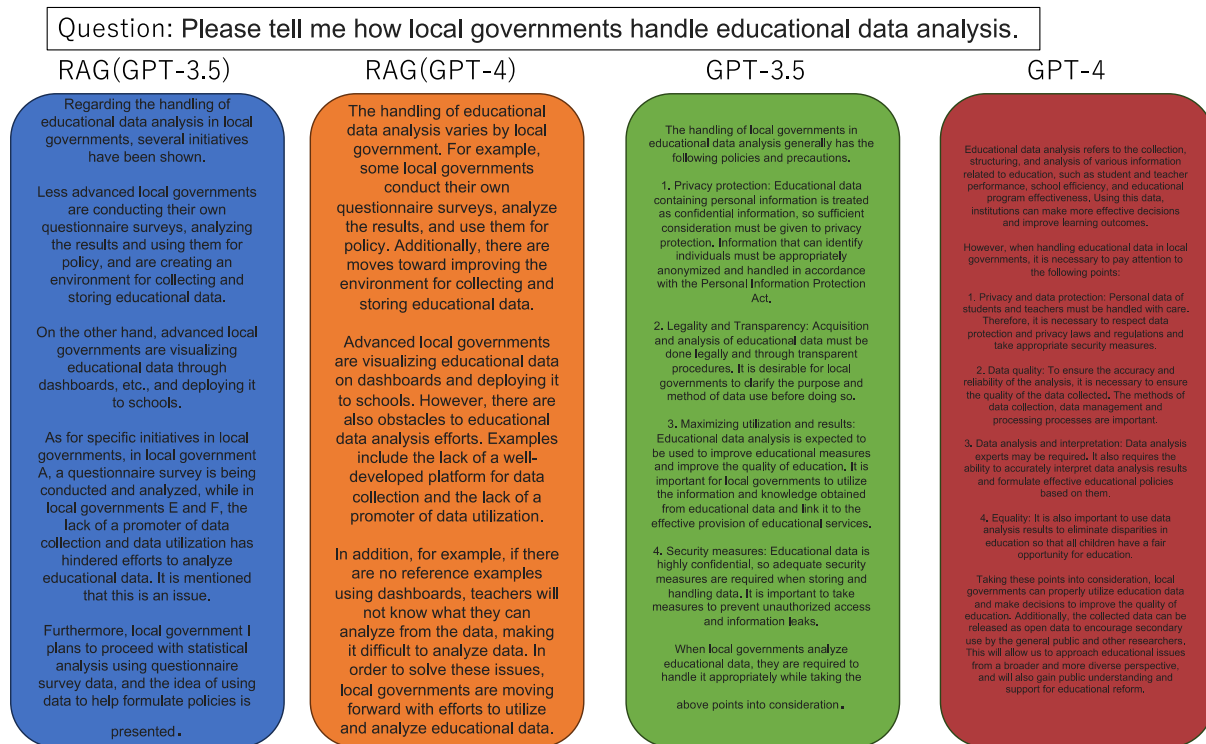 Question: Please tell me how local governments handle educational data analysis.
RAG(GPT-3.5)
Regarding the handling of
educational data analysis in local
governments, several initiatives
have been shown.
Less advanced local governments
are conducting their own
questionnaire surveys, analyzing
the results and using them for
policy, and are creating an
environment for collecting and
storing educational data.
On the other hand, advanced local
governments are visualizing
educational data through
dashboards, etc., and deploying it
to schools.
As for specific initiatives in local
governments, in local government
A, a questionnaire survey is being
conducted and analyzed, while in
local governments E and F, the
lack of a promoter of data
collection and data utilization has
hindered efforts to analyze
educational data. It is mentioned
that this is an issue.
Furthermore, local government I
plans to proceed with statistical
analysis using questionnaire
survey data, and the idea of using
data to help formulate policies is
presented.
RAG(GPT-4)
The handling of educational
data analysis varies by local
government. For example,
some local governments
conduct their own
questionnaire surveys, analyze
the results, and use them for
policy. Additionally, there are
moves toward improving the
environment for collecting and
storing educational data.
Advanced local governments
are visualizing educational data
on dashboards and deploying it
to schools. However, there are
also obstacles to educational
data analysis efforts. Examples
include the lack of a well-
developed platform for data
collection and the lack of a
promoter of data utilization.
In addition, for example, if there
are no reference examples
using dashboards, teachers will
not know what they can
analyze from the data, making
it difficult to analyze data. In
order to solve these issues,
local governments are moving
forward with efforts to utilize
and analyze educational data.
GPT-3.5
The handling of local governments in
educational data analysis generally has the
following policies and precautions.
1. Privacy protection: Educational data
containing personal information is treated
as confidential information, so sufficient
consideration must be given to privacy
protection. Information that can identify
individuals must be appropriately
anonymized and handled in accordance
with the Personal Information Protection
Act.
2. Legality and Transparency: Acquisition
and analysis of educational data must be
done legally and through transparent
procedures. It is desirable for local
governments to clarify the purpose and
method of data use before doing so.
3. Maximizing utilization and results:
Educational data analysis is expected to
be used to improve educational measures
and improve the quality of education. It is
important for local governments to utilize
the information and knowledge obtained
from educational data and link it to the
effective provision of educational services.
4. Security measures: Educational data is
highly confidential, so adequate security
measures are required when storing and
handling data. It is important to take
measures to prevent unauthorized access
and information leaks.
When local governments analyze
educational data, they are required to
handle it appropriately while taking the
above points into consideration.
GPT-4
Educational data analysis refers to the collection,
structuring, and analysis of various information
related to education, such as student and teacher
performance, school efficiency, and educational
program effectiveness. Using this data,
institutions can make more effective decisions
and improve learning outcomes.
However, when handling educational data in local
governments, it is necessary to pay attention to
the following points:
1. Privacy and data protection: Personal data of
students and teachers must be handled with care.
Therefore, it is necessary to respect data
protection and privacy laws and regulations and
take appropriate security measures.
2. Data quality: To ensure the accuracy and
reliability of the analysis, it is necessary to ensure
the quality of the data collected. The methods of
data collection, data management and
processing processes are important.
3. Data analysis and interpretation: Data analysis
experts may be required. It also requires the
ability to accurately interpret data analysis results
and formulate effective educational policies
based on them.
4. Equality: It is also important to use data
analysis results to eliminate disparities in
education so that all children have a fair
opportunity for education.
Taking these points into consideration, local
governments can properly utilize education data
and make decisions to improve the quality of
education. Additionally, the collected data can be
released as open data to encourage secondary
use by the general public and other researchers.
This will allow us to approach educational issues
from a broader and more diverse perspective,
and will also gain public understanding and
support for educational reform.